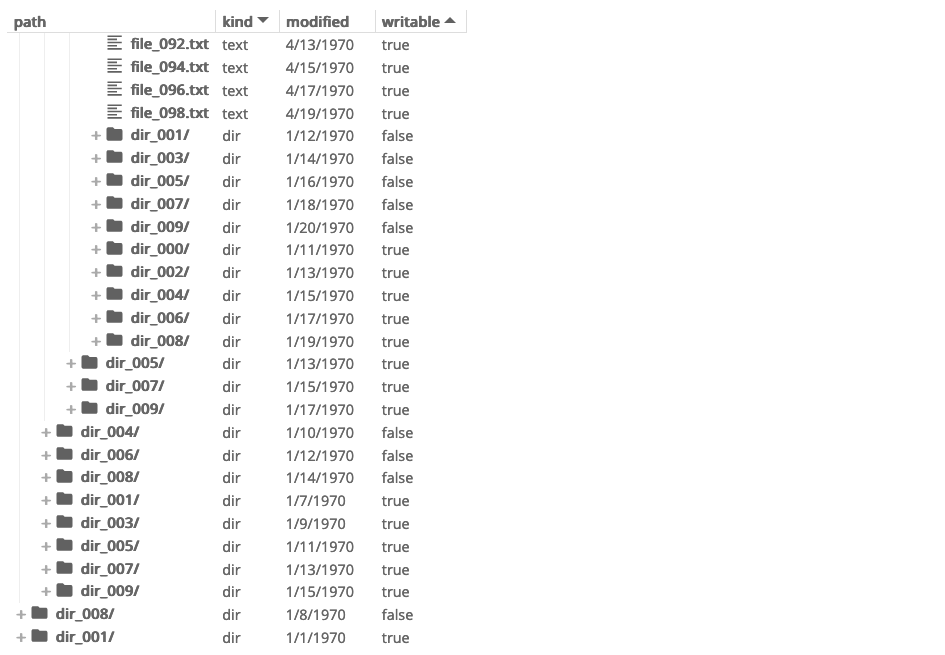 path kind modified writable
file_092.txt text 4/13/1970 true
file_094.txt text 4/15/1970 true
file_096.txt text 4/17/1970 true
file_098.txt text 4/19/1970 true
+ dir_001/ dir 1/12/1970 false
+ dir_003/ dir 1/14/1970 false
+ dir_005/ dir 1/16/1970 false
+ dir_007/ dir 1/18/1970 false
+ dir_009/ dir 1/20/1970 false
+ dir_000/ dir 1/11/1970 true
+ dir_002/ dir 1/13/1970 true
+ dir_004/ dir 1/15/1970 true
+ dir_006/ dir 1/17/1970 true
+ dir_008/ dir 1/19/1970 true
+ dir_005/ dir 1/13/1970 true
+ dir_007/ dir 1/15/1970 true
+ dir_009/ dir 1/17/1970 true
+ dir_004/ dir 1/10/1970 false
+ dir_006/ dir 1/12/1970 false
+ dir_008/ dir 1/14/1970 false
+ dir_001/ dir 1/7/1970 true
+ dir_003/ dir 1/9/1970 true
+ dir_005/ dir 1/11/1970 true
+ dir_007/ dir 1/13/1970 true
+ dir_009/ dir 1/15/1970 true
+ dir_008/ dir 1/8/1970 false
+ dir_001/ dir 1/1/1970 true